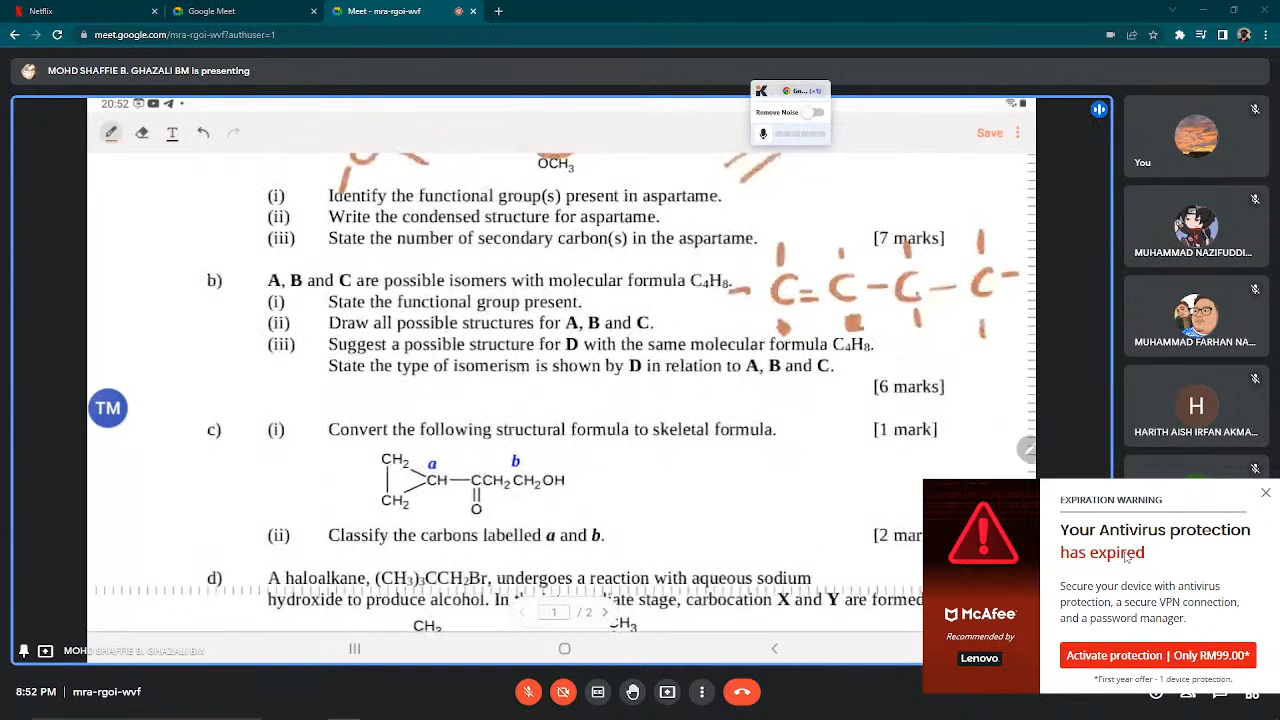 Netflix
Google Meet
Meet - mra-rgoi-wvf
meet.google.com/mra-rgoi-wvf?authuser=1
MOHD SHAFFIE B. GHAZALI BM is presenting
Go... (+1)
Remove Noise
20:52
T
Save
OCH3
(i) Identify the functional group(s) present in aspartame.
(ii) Write the condensed structure for aspartame.
(iii) State the number of secondary carbon(s) in the aspartame. [7 marks]
b) A, B and C are possible isomers with molecular formula C4H8.
(i) State the functional group present.
(ii) Draw all possible structures for A, B and C.
(iii) Suggest a possible structure for D with the same molecular formula C4H8.
State the type of isomerism is shown by D in relation to A, B and C.
[6 marks]
- C = C - C - C -
c) (i) Convert the following structural formula to skeletal formula. [1 mark]
CH2 a b
CH—CCH2CH2OH
CH2 O
(ii) Classify the carbons labelled a and b. [2 mar
d) A haloalkane, (CH3)3CCH2Br, undergoes a reaction with aqueous sodium
hydroxide to produce alcohol. In iate stage, carbocation X and Y are formed
1 / 2
CH3
TM
MOHD SHAFFIE B. GHAZALI BM
You
MUHAMMAD NAZIFUDDI...
MUHAMMAD FARHAN NA...
H
HARITH AISH IRFAN AKMA...
EXPIRATION WARNING
Your Antivirus protection
has expired
Secure your device with antivirus
protection, a secure VPN connection,
and a password manager.
McAfee
Recommended by
Lenovo
Activate protection | Only RM99.00*
*First year offer - 1 device protection.
8:52 PM | mra-rgoi-wvf